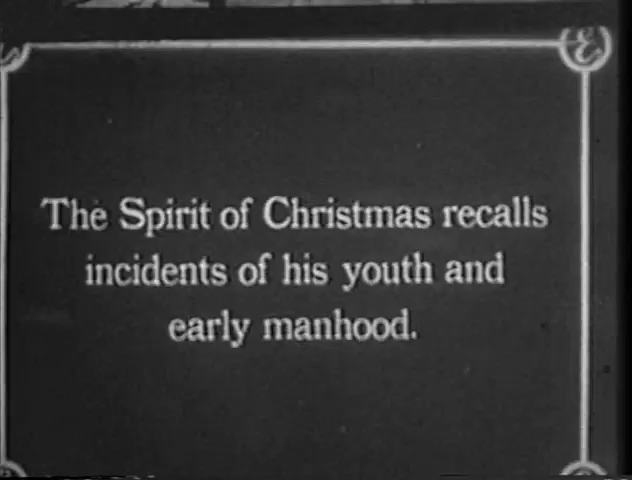 The Spirit of Christmas recalls
incidents of his youth and
early manhood.